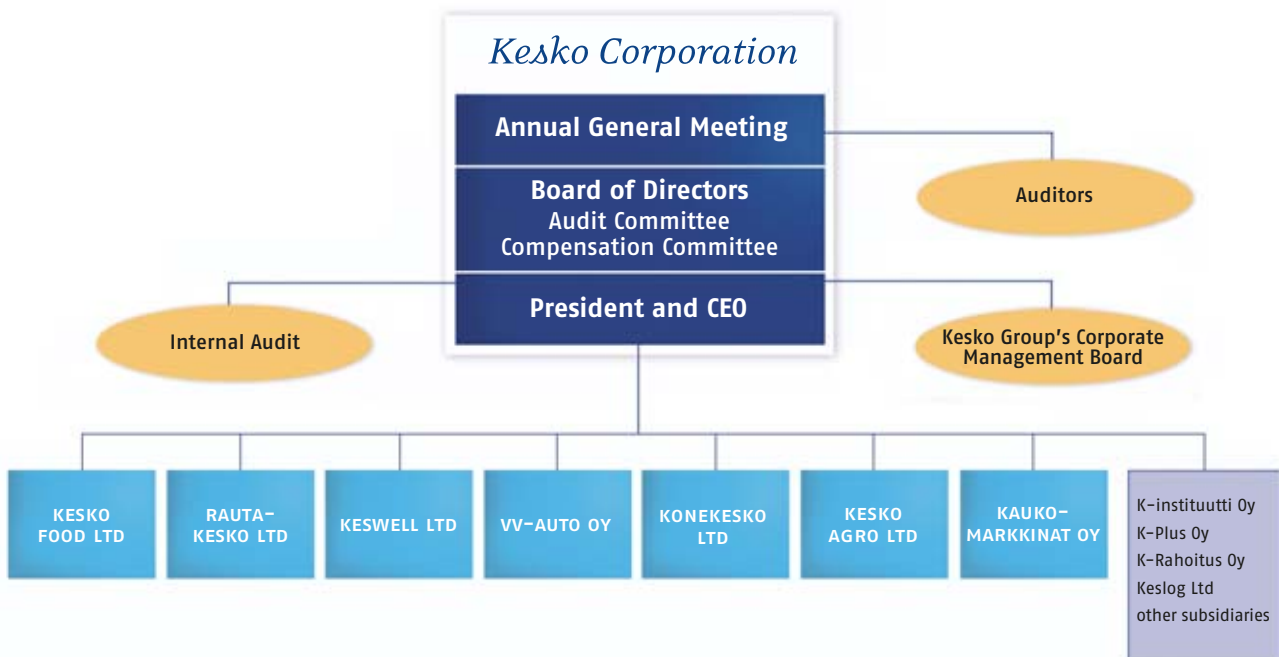 Kesko Corporation
Annual General Meeting
Board of Directors
Audit Committee
Compensation Committee
President and CEO
Auditors
Internal Audit
Kesko Group's Corporate
Management Board
KESKO
FOOD LTD
RAUTA-
KESKO LTD
KESWELL LTD
VV-AUTO OY
KONEKESKO
LTD
KESKO
AGRO LTD
KAUKO-
MARKKINAT OY
K-instituutti Oy
K-Plus Oy
K-Rahoitus Oy
Keslog Ltd
other subsidiaries